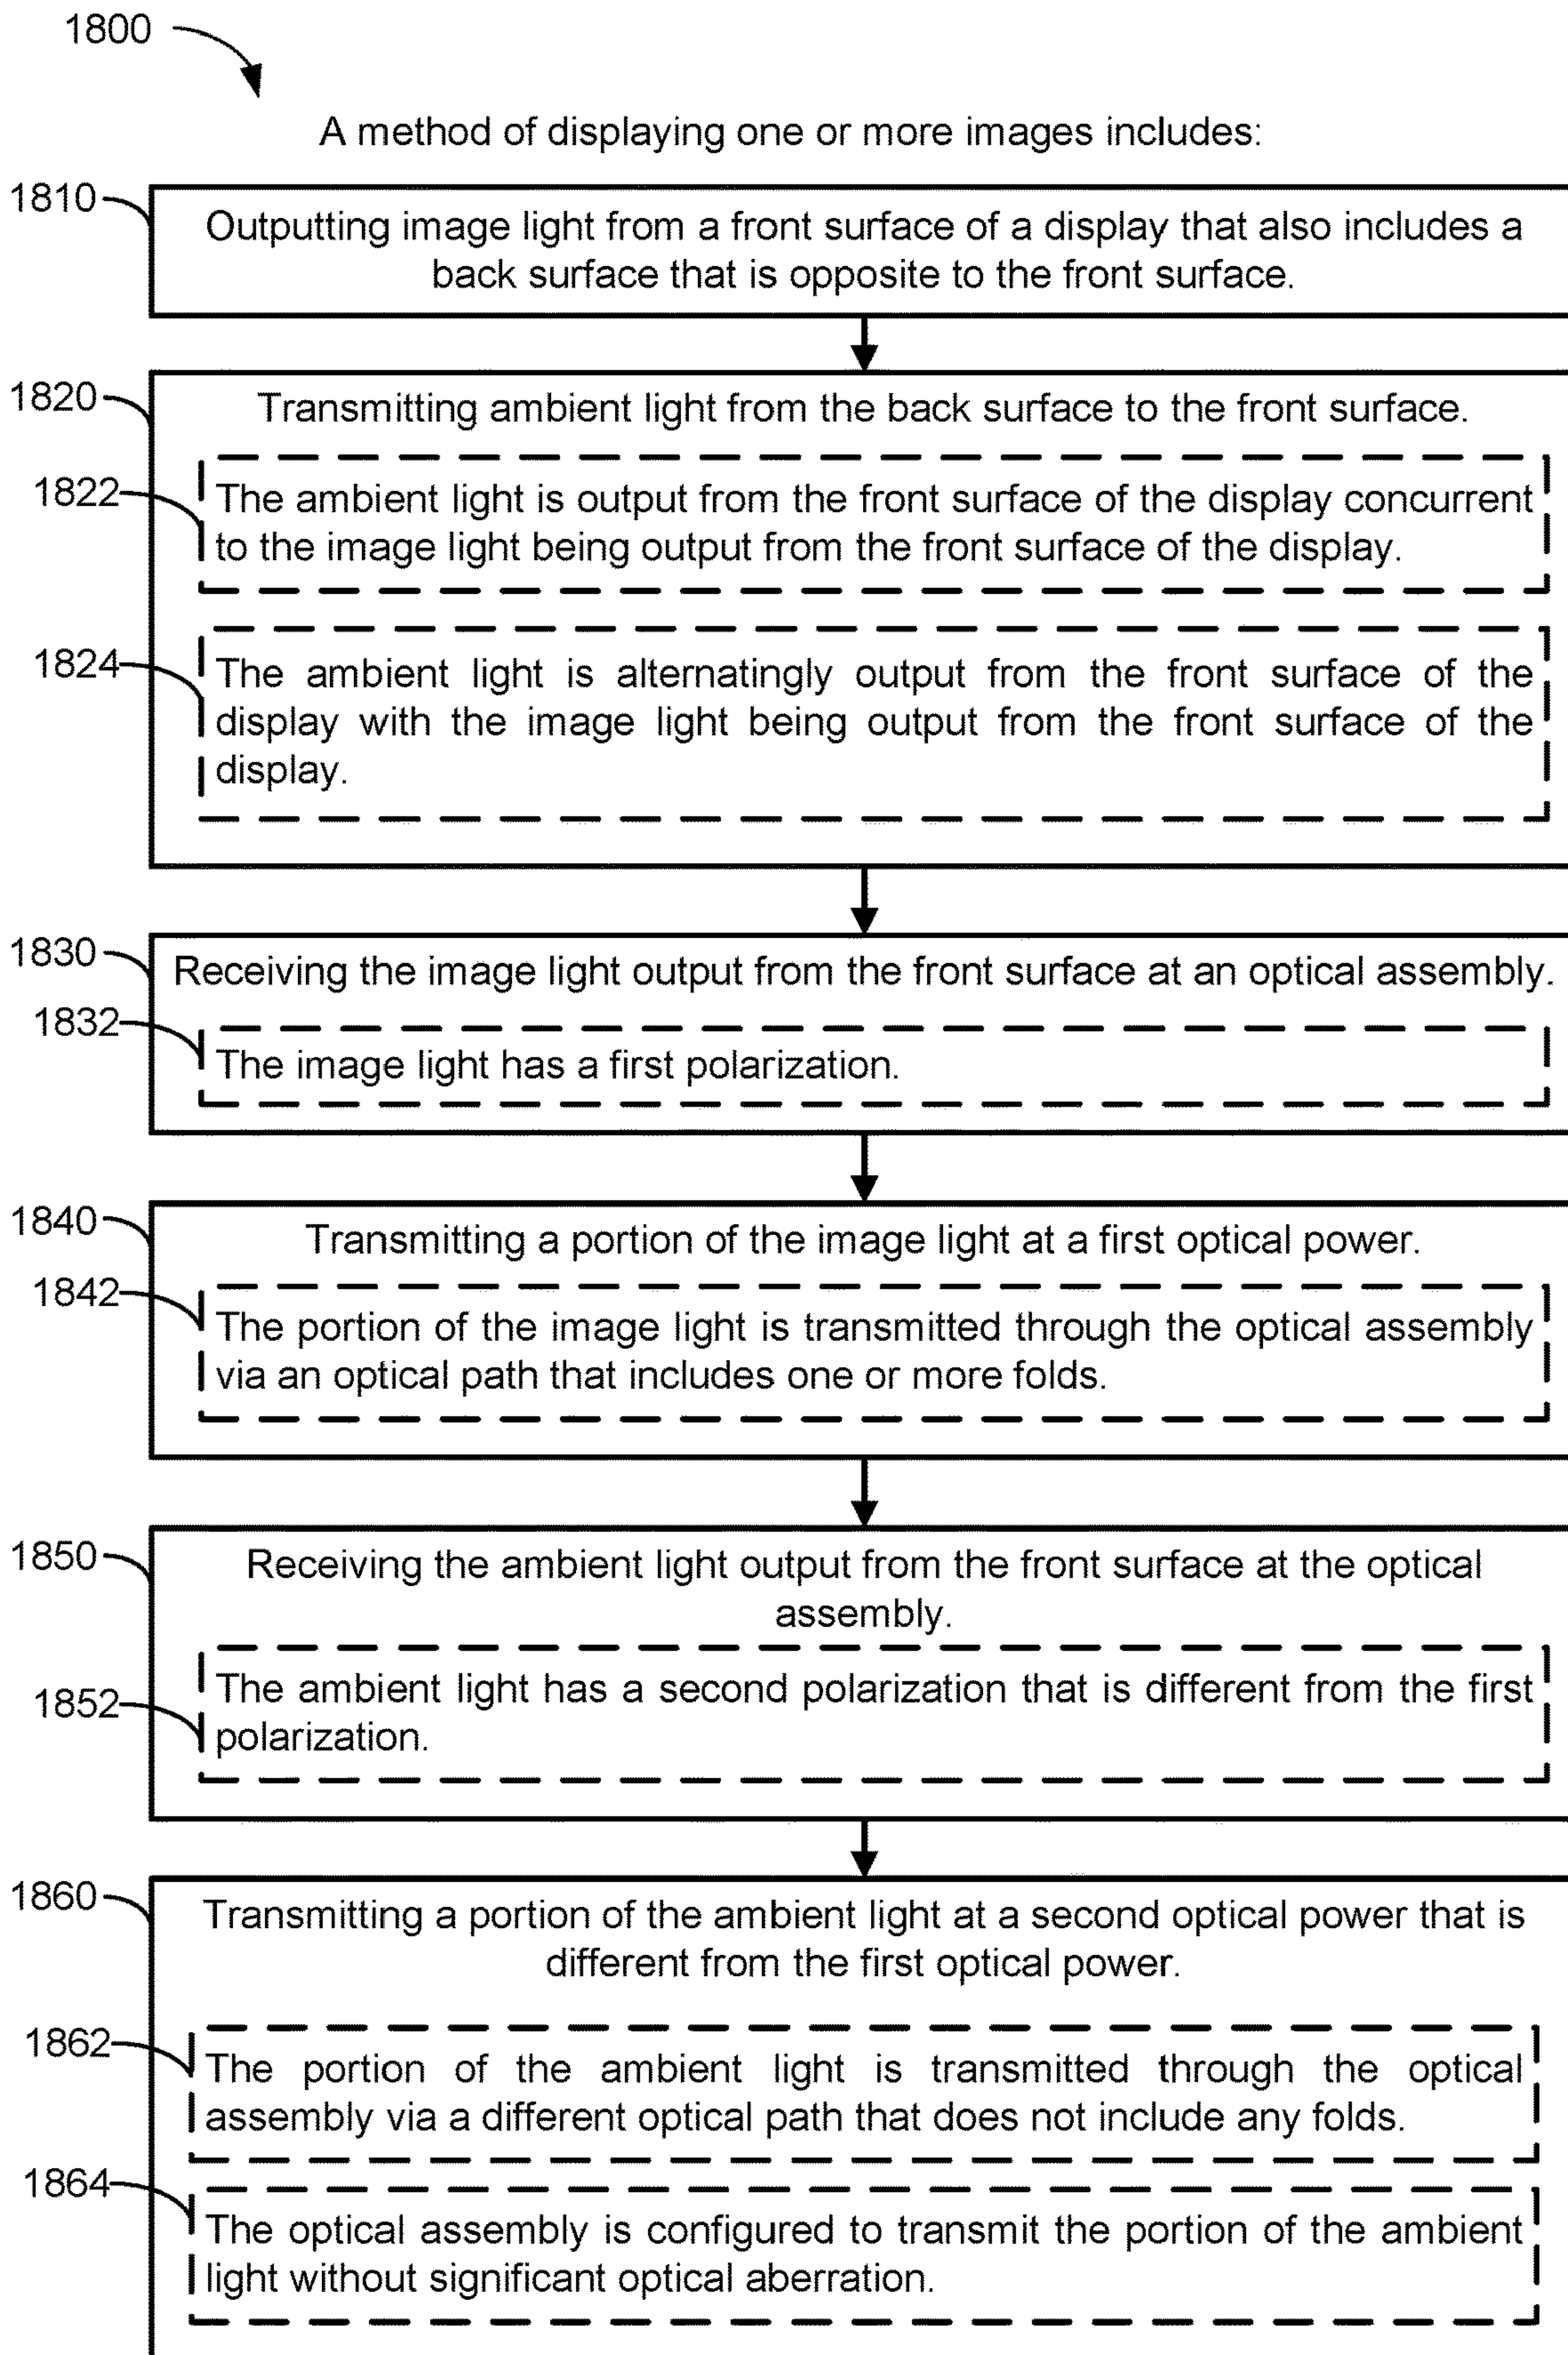 1800
A method of displaying one or more images includes:
1810
Outputting image light from a front surface of a display that also includes a
back surface that is opposite to the front surface.
1820
Transmitting ambient light from the back surface to the front surface.
1822
The ambient light is output from the front surface of the display concurrent
to the image light being output from the front surface of the display.
1824
The ambient light is alternatingly output from the front surface of the
display with the image light being output from the front surface of the
display.
1830
Receiving the image light output from the front surface at an optical assembly.
1832
The image light has a first polarization.
1840
Transmitting a portion of the image light at a first optical power.
1842
The portion of the image light is transmitted through the optical assembly
via an optical path that includes one or more folds.
1850
Receiving the ambient light output from the front surface at the optical
assembly.
1852
The ambient light has a second polarization that is different from the first
polarization.
1860
Transmitting a portion of the ambient light at a second optical power that is
different from the first optical power.
1862
The portion of the ambient light is transmitted through the optical
assembly via a different optical path that does not include any folds.
1864
The optical assembly is configured to transmit the portion of the ambient
light without significant optical aberration.